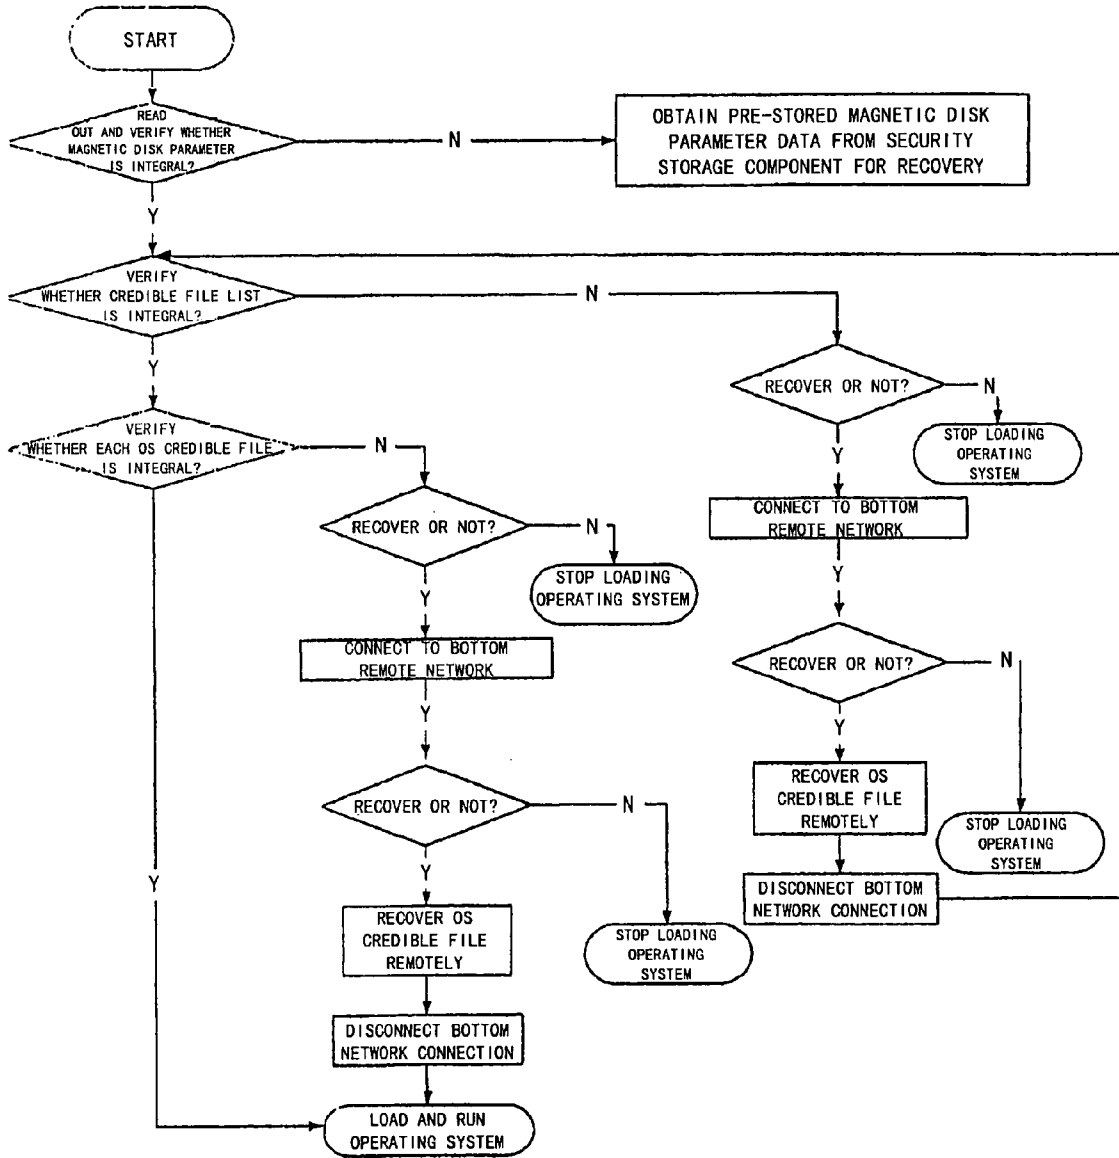 START
READ
OUT AND VERIFY WHETHER
MAGNETIC DISK PARAMETER
IS INTEGRAL?
N
OBTAIN PRE-STORED MAGNETIC DISK
PARAMETER DATA FROM SECURITY
STORAGE COMPONENT FOR RECOVERY
Y
VERIFY
WHETHER CREDIBLE FILE LIST
IS INTEGRAL?
N
Y
RECOVER OR NOT?
N
STOP LOADING
OPERATING
SYSTEM
Y
VERIFY
WHETHER EACH OS CREDIBLE FILE
IS INTEGRAL?
N
CONNECT TO BOTTOM
REMOTE NETWORK
RECOVER OR NOT?
N
STOP LOADING
OPERATING SYSTEM
Y
Y
CONNECT TO BOTTOM
REMOTE NETWORK
RECOVER OR NOT?
N
Y
Y
RECOVER OS
CREDIBLE FILE
REMOTELY
STOP LOADING
OPERATING
SYSTEM
RECOVER OR NOT?
N
Y
Y
DISCONNECT BOTTOM
NETWORK CONNECTION
RECOVER OS
CREDIBLE FILE
REMOTELY
STOP LOADING
OPERATING
SYSTEM
DISCONNECT BOTTOM
NETWORK CONNECTION
LOAD AND RUN
OPERATING SYSTEM